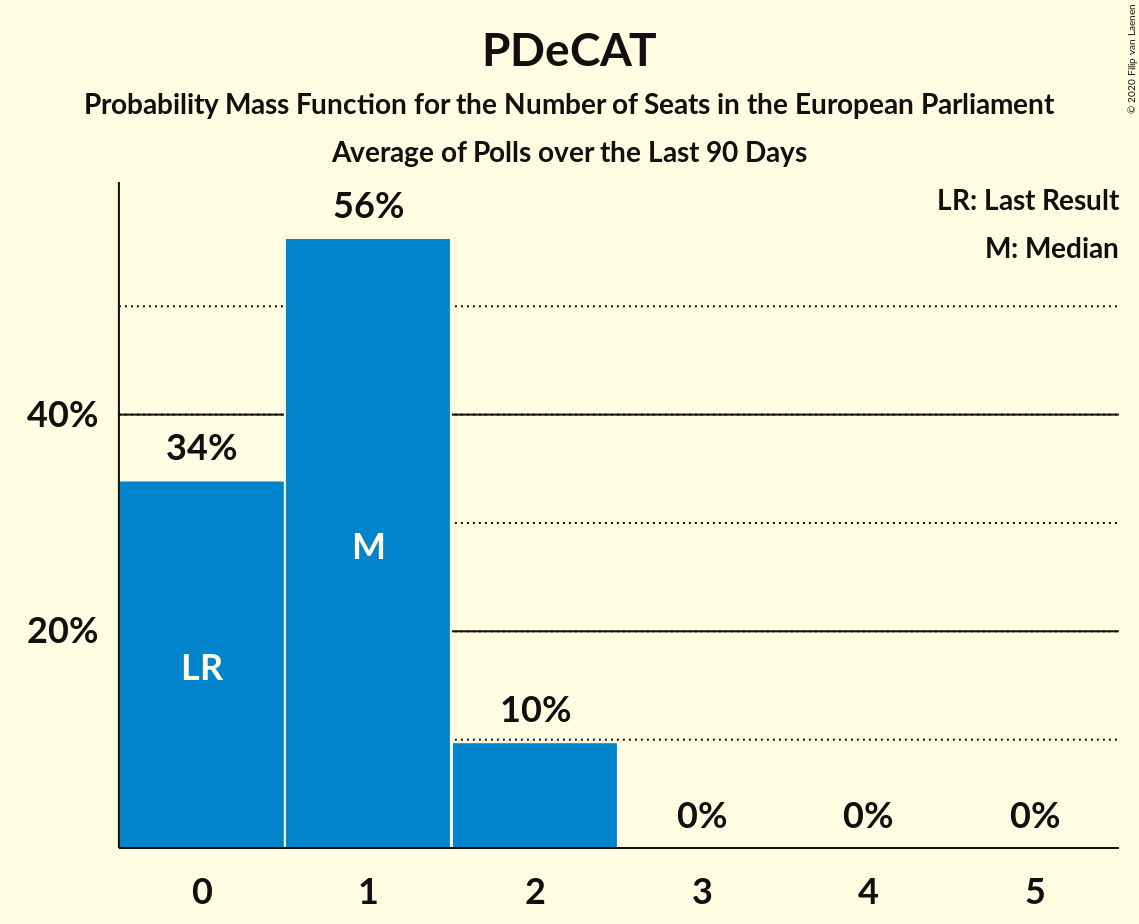 PDeCAT
Probability Mass Function for the Number of Seats in the European Parliament
Average of Polls over the Last 90 Days
© 2020 Filip van Laenen
LR: Last Result
M: Median
56%
40%
34%
M
20%
LR
10%
0%
0%
0%
0
1
2
3
4
5